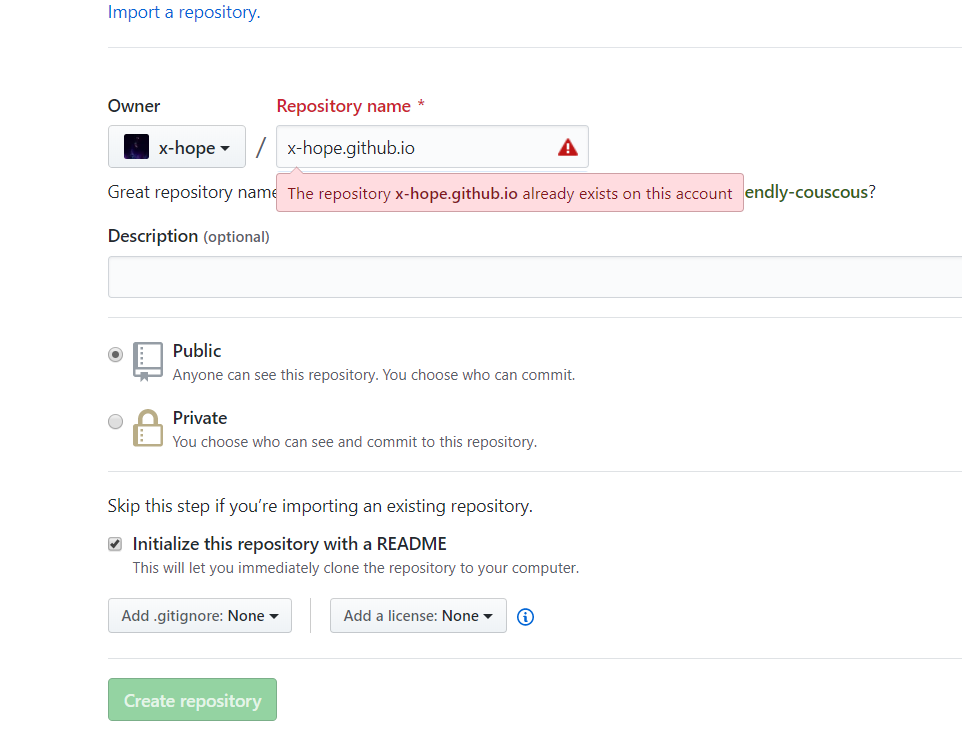 Import a repository.
Owner
Repository name *
x-hope
/
x-hope.github.io
Great repository name
endly-couscous?
The repository x-hope.github.io already exists on this account
Description (optional)
Public
Anyone can see this repository. You choose who can commit.
Private
You choose who can see and commit to this repository.
Skip this step if you’re importing an existing repository.
Initialize this repository with a README
This will let you immediately clone the repository to your computer.
Add .gitignore: None
Add a license: None
Create repository